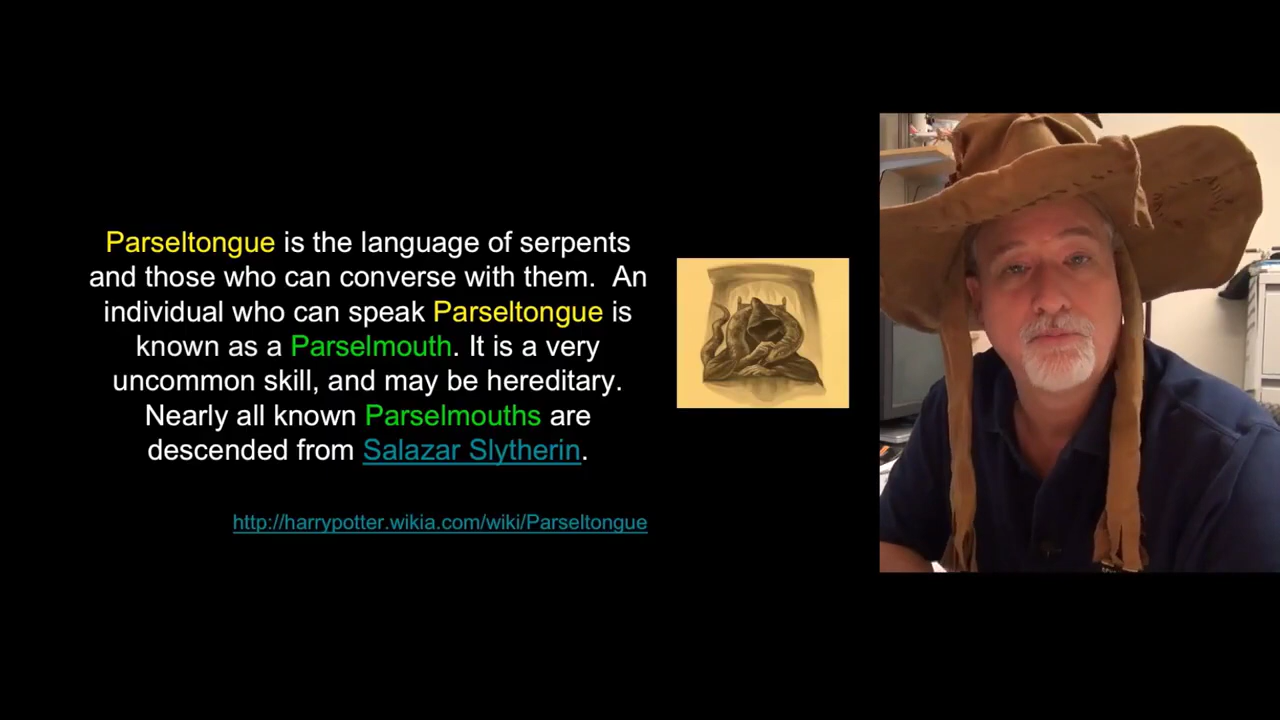 Parseltongue is the language of serpents
and those who can converse with them. An
individual who can speak Parseltongue is
known as a Parselmouth. It is a very
uncommon skill, and may be hereditary.
Nearly all known Parselmouths are
descended from Salazar Slytherin.
http://harrypotter.wikia.com/wiki/Parseltongue